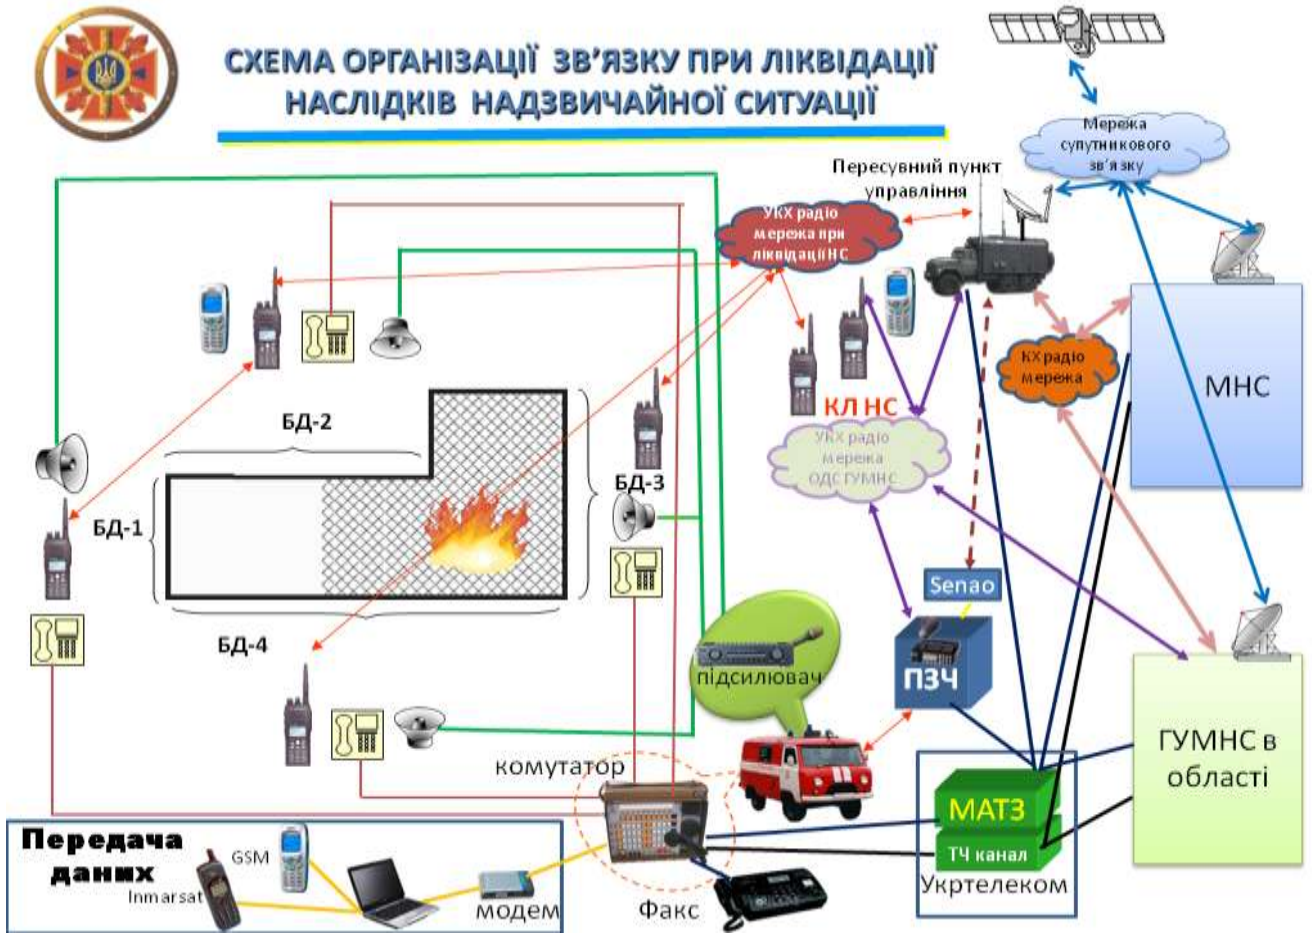 СХЕМА ОРГАНІЗАЦІЇ ЗВ'ЯЗКУ ПРИ ЛІКВІДАЦІЇ
НАСЛІДКІВ НАДЗВИЧАЙНОЇ СИТУАЦІЇ
Мережа
супутникового
зв'язку
Пересувний пункт
управління
УКХ радіо
мережа при
ліквідації НС
КХ радіо
мережа
МНС
КЛ НС
УКХ радіо
мережа
ОДС ГУМНС
БД-2
БД-3
БД-1
БД-4
Senao
підсилювач
ПЗЧ
ГУМНС в
області
комутатор
МАТЗ
ТЧ канал
Укртелеком
Передача
даних
GSM
Inmarsat
модем
Факс